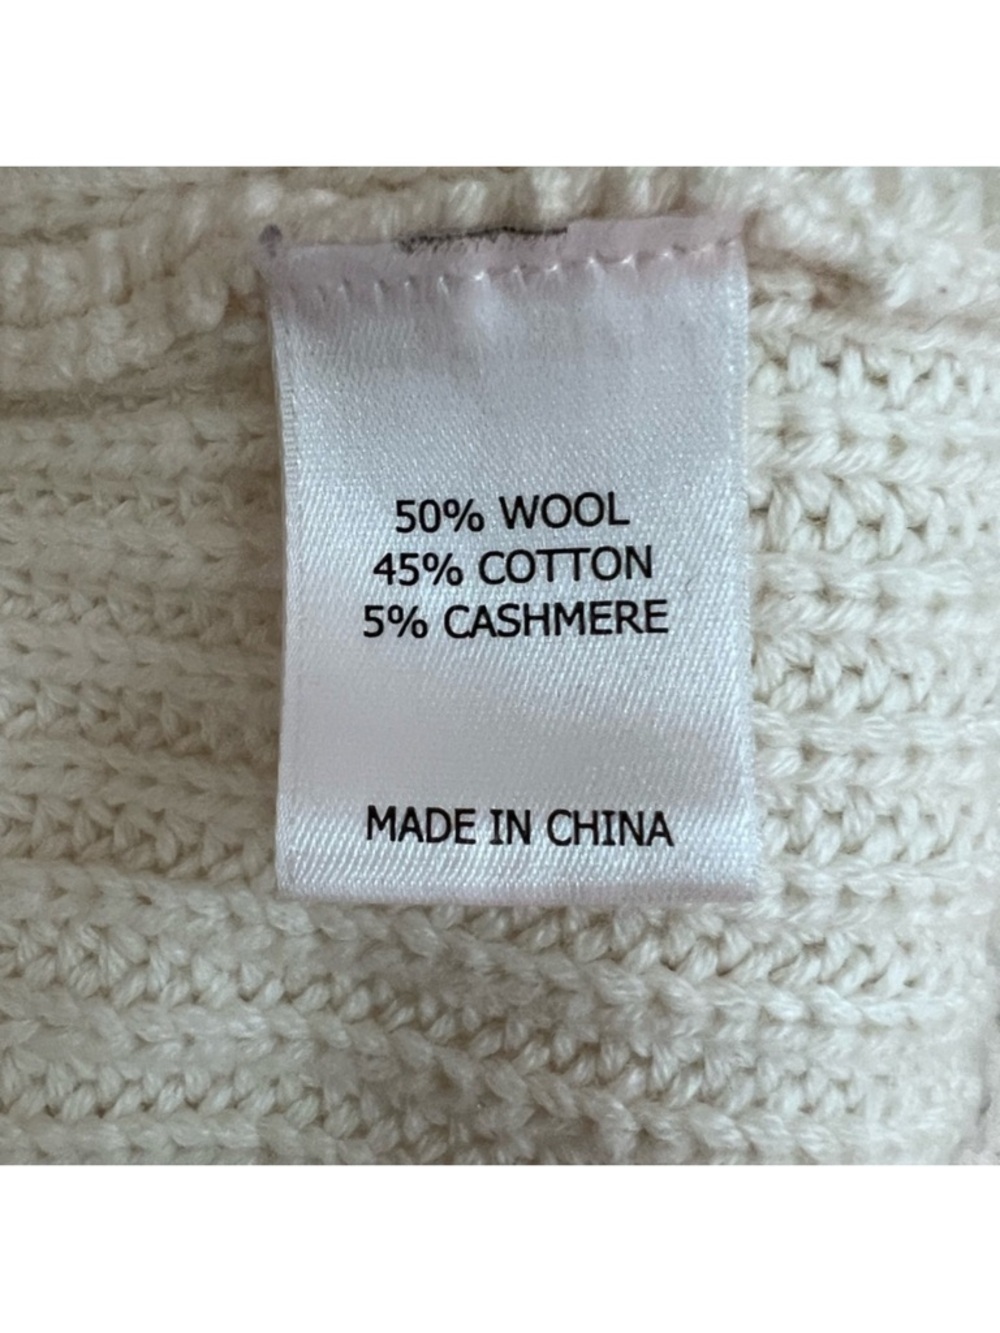 50% WOOL
45% COTTON
5% CASHMERE
MADE IN CHINA